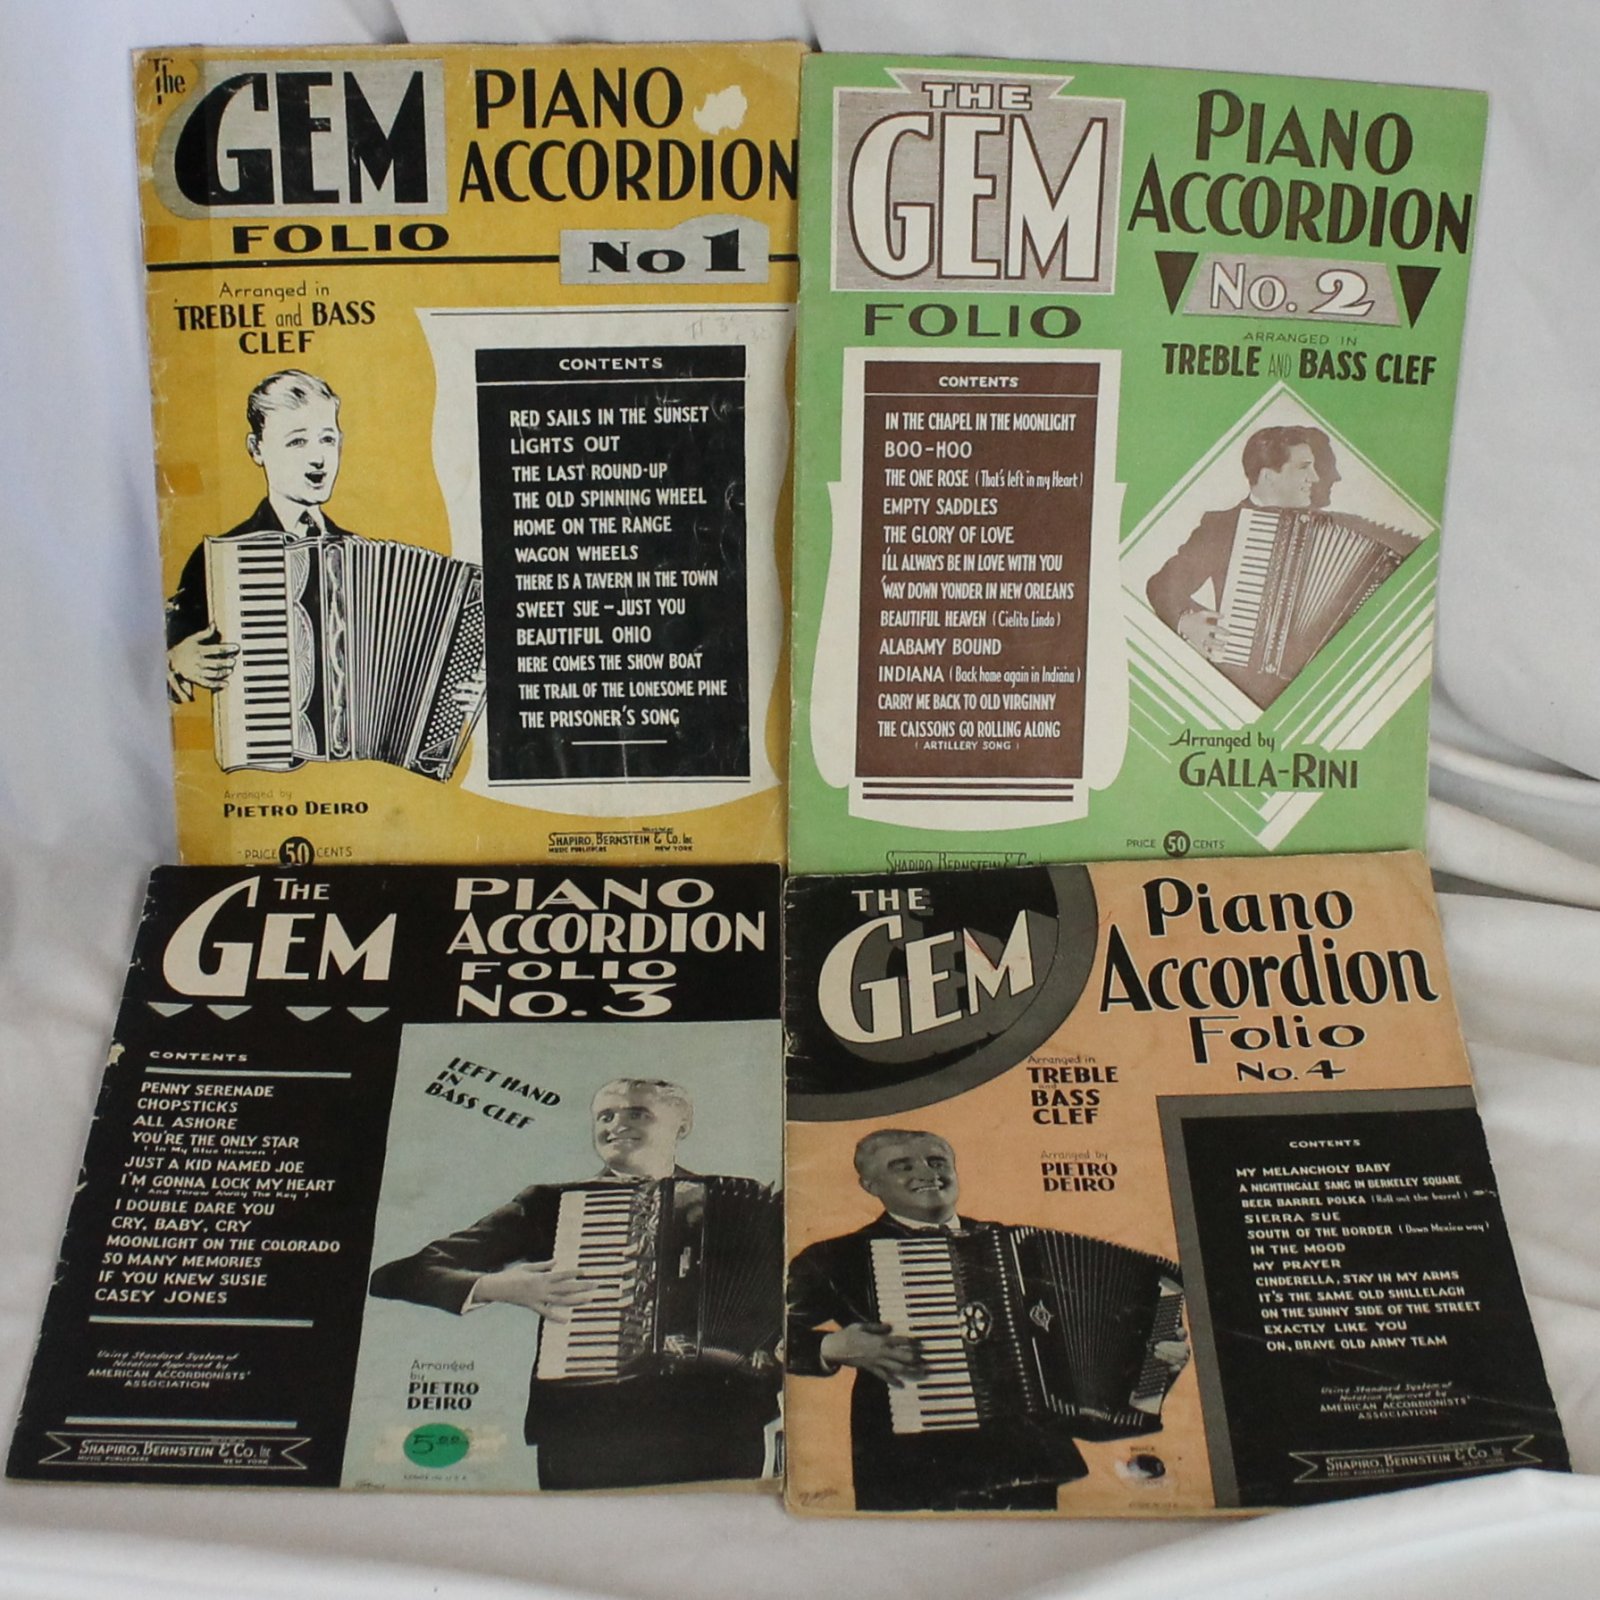 The
GEM
FOLIO
PIANO
ACCORDION
No 1
Arranged in
TREBLE and BASS
CLEF
CONTENTS
RED SAILS IN THE SUNSET
LIGHTS OUT
THE LAST ROUND-UP
THE OLD SPINNING WHEEL
HOME ON THE RANGE
WAGON WHEELS
THERE IS A TAVERN IN THE TOWN
SWEET SUE - JUST YOU
BEAUTIFUL OHIO
HERE COMES THE SHOW BOAT
THE TRAIL OF THE LONESOME PINE
THE PRISONER'S SONG
Arranged by
PIETRO DEIRO
PRICE 50 CENTS
SHAPIRO, BERNSTEIN & CO. Inc
MUSIC PUBLISHERS NEW YORK
THE
GEM
FOLIO
PIANO
ACCORDION
No. 2
ARRANGED IN
TREBLE AND BASS CLEF
CONTENTS
IN THE CHAPEL IN THE MOONLIGHT
BOO-HOO
THE ONE ROSE (That's left in my Heart)
EMPTY SADDLES
THE GLORY OF LOVE
I'LL ALWAYS BE IN LOVE WITH YOU
'WAY DOWN YONDER IN NEW ORLEANS
BEAUTIFUL HEAVEN (Cielito Lindo)
ALABAMY BOUND
INDIANA (Back home again in Indiana)
CARRY ME BACK TO OLD VIRGINNY
THE CAISSONS GO ROLLING ALONG
(ARTILLERY SONG)
Arranged by
GALLA-RINI
PRICE 50 CENTS
SHAPIRO, BERNSTEIN & CO.
THE
GEM
PIANO
ACCORDION
FOLIO
No. 3
LEFT HAND
IN
BASS CLEF
CONTENTS
PENNY SERENADE
CHOPSTICKS
ALL ASHORE
YOU'RE THE ONLY STAR
(In My Blue Heaven)
JUST A KID NAMED JOE
I'M GONNA LOCK MY HEART
(And Throw Away The Key)
I DOUBLE DARE YOU
CRY, BABY, CRY
MOONLIGHT ON THE COLORADO
SO MANY MEMORIES
IF YOU KNEW SUSIE
CASEY JONES
Using Standard System of
Notation Approved by
AMERICAN ACCORDIONISTS'
ASSOCIATION
Arranged
by
PIETRO
DEIRO
5.00
SHAPIRO, BERNSTEIN & CO. Inc
MUSIC PUBLISHERS NEW YORK
THE
GEM
Piano
Accordion
Folio
No. 4
Arranged in
TREBLE
and
BASS
CLEF
Arranged by
PIETRO
DEIRO
CONTENTS
MY MELANCHOLY BABY
A NIGHTINGALE SANG IN BERKELEY SQUARE
BEER BARREL POLKA (Roll out the barrel)
SIERRA SUE
SOUTH OF THE BORDER (Down Mexico way)
IN THE MOOD
MY PRAYER
CINDERELLA, STAY IN MY ARMS
IT'S THE SAME OLD SHILLELAGH
ON THE SUNNY SIDE OF THE STREET
EXACTLY LIKE YOU
ON, BRAVE OLD ARMY TEAM
Using Standard System of
Notation Approved by
AMERICAN ACCORDIONISTS'
ASSOCIATION
PRICE
SHAPIRO, BERNSTEIN & CO. Inc
MUSIC PUBLISHERS NEW YORK